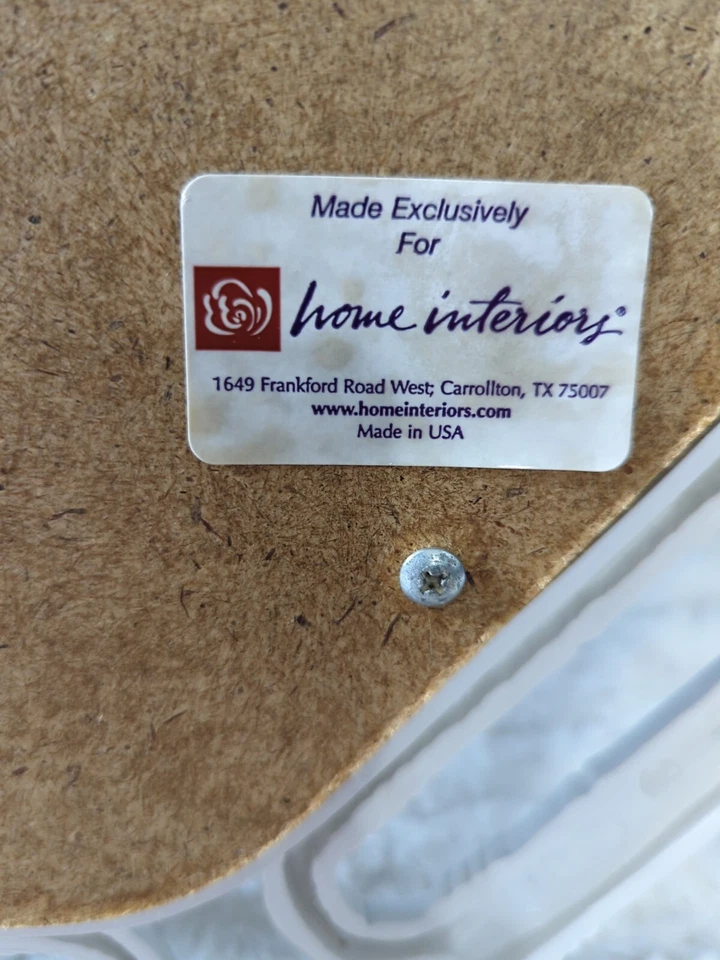 Made Exclusively
For
home interiors®
1649 Frankford Road West; Carrollton, TX 75007
www.homeinteriors.com
Made in USA